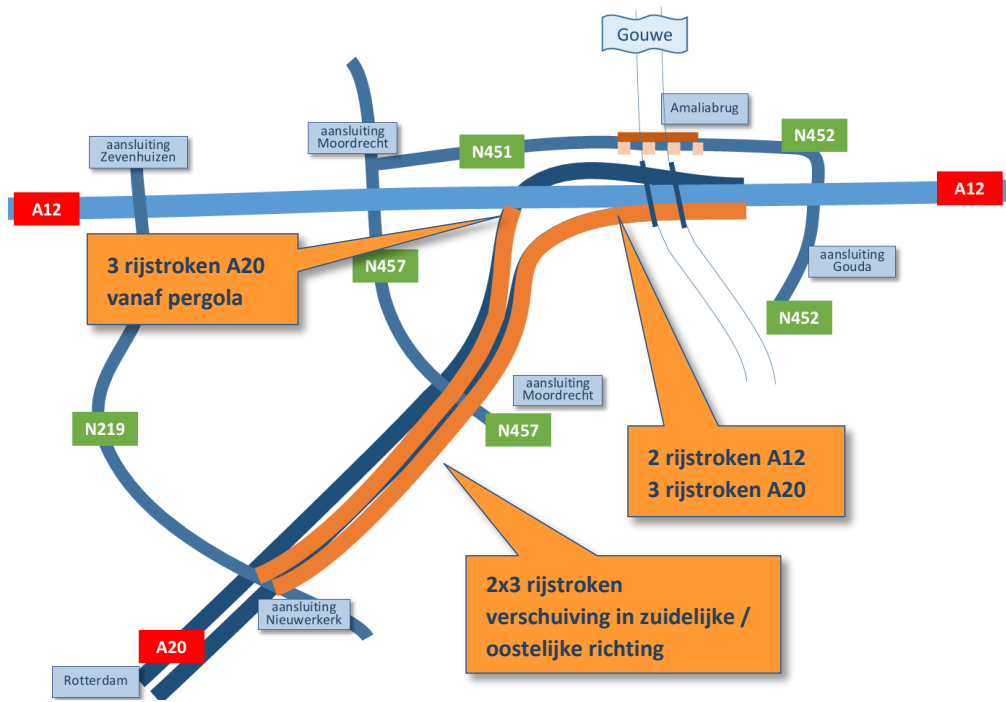 Gouwe
Amaliabrug
aansluiting
Zevenhuizen
aansluiting
Moordrecht
N451
N452
A12
A12
3 rijstroken A20
vanaf pergola
N457
aansluiting
Gouda
N452
aansluiting
Moordrecht
N219
N457
2 rijstroken A12
3 rijstroken A20
2x3 rijstroken
verschuiving in zuidelijke /
oostelijke richting
aansluiting
Nieuwerkerk
A20
Rotterdam